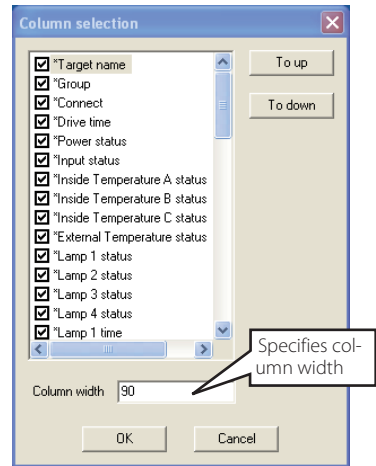 Column selection
*Target name
To up
*Group
*Connect
To down
*Drive time
*Power status
*Input status
*Inside Temperature A status
*Inside Temperature B status
*Inside Temperature C status
*External Temperature status
*Lamp 1 status
*Lamp 2 status
*Lamp 3 status
*Lamp 4 status
*Lamp 1 time
Specifies col-
umn width
Column width 90
OK Cancel